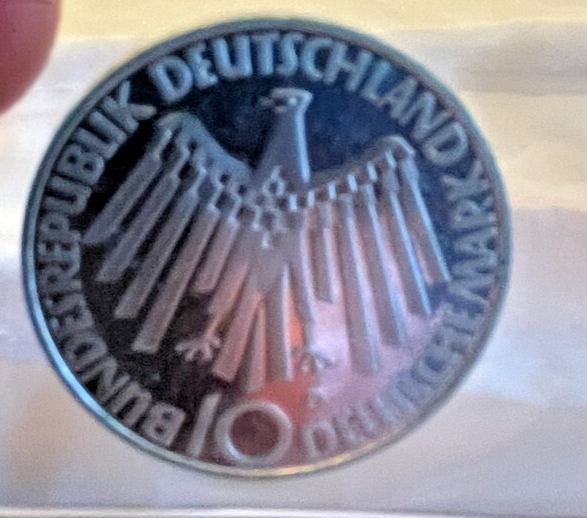 BUNDESREPUBLIK DEUTSCHLAND
10 DEUTSCHE MARK